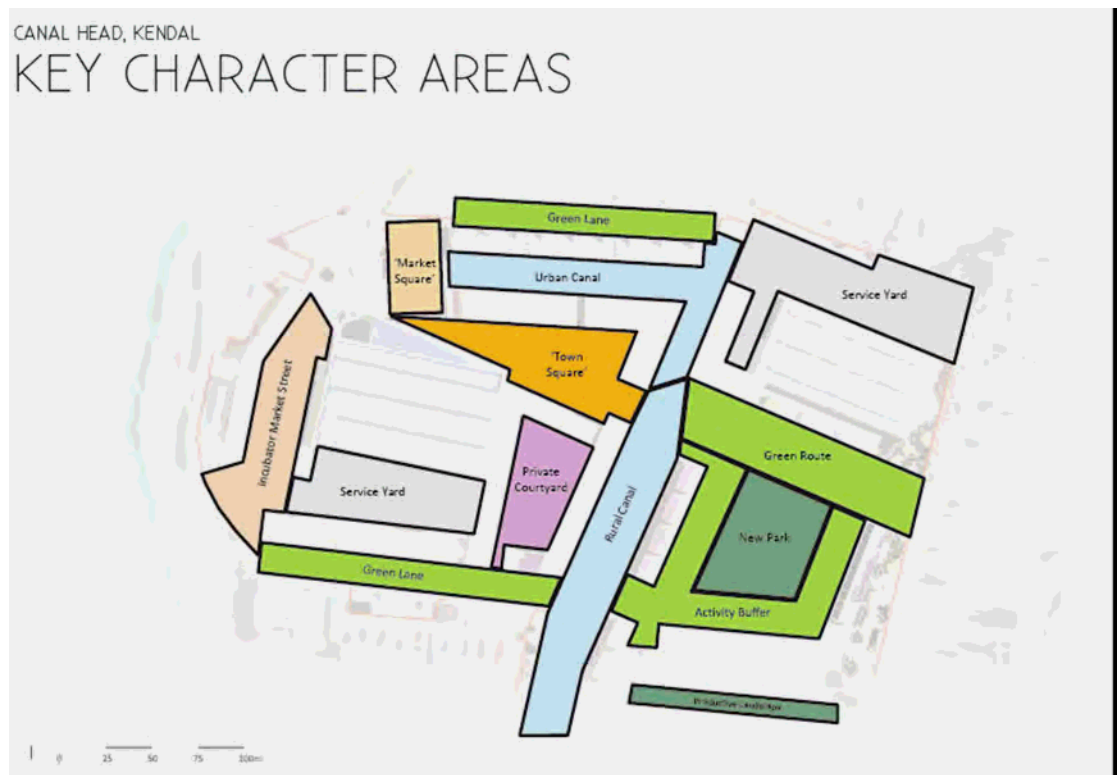 CANAL HEAD, KENDAL
KEY CHARACTER AREAS
Green Lane
'Market
Square'
Urban Canal
Service Yard
'Town
Square'
Incubator Market Street
Green Route
Private
Courtyard
Service Yard
Rural Canal
New Park
Green Lane
Activity Buffer
Productive Landscape
0
25
50
75
100m